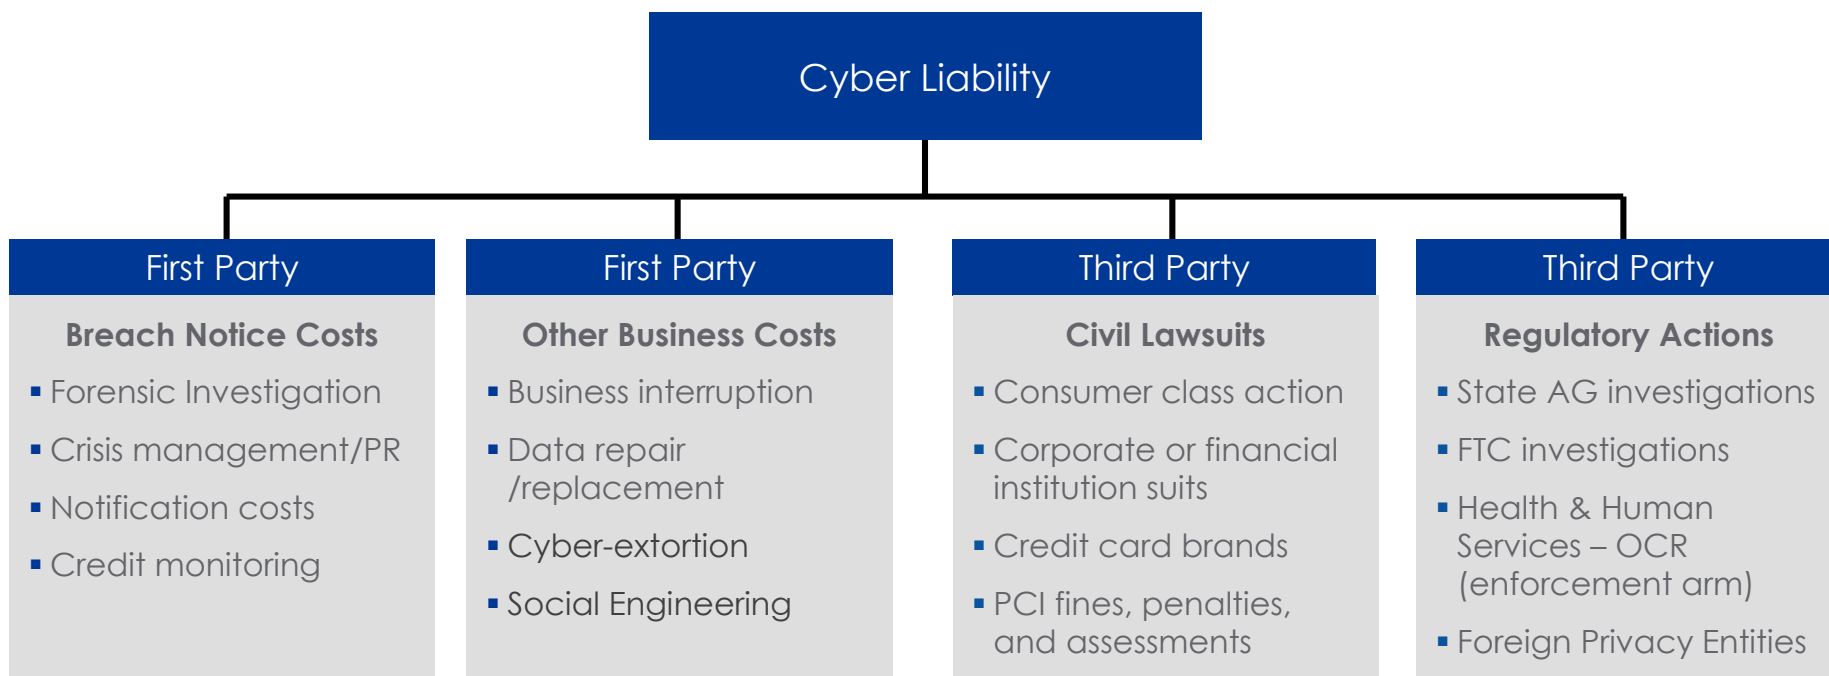 Cyber Liability
First Party
Breach Notice Costs
▪ Forensic Investigation
▪ Crisis management/PR
▪ Notification costs
▪ Credit monitoring
First Party
Other Business Costs
▪ Business interruption
▪ Data repair
/replacement
▪ Cyber-extortion
▪ Social Engineering
Third Party
Civil Lawsuits
▪ Consumer class action
▪ Corporate or financial
institution suits
▪ Credit card brands
▪ PCI fines, penalties,
and assessments
Third Party
Regulatory Actions
▪ State AG investigations
▪ FTC investigations
▪ Health & Human
Services – OCR
(enforcement arm)
▪ Foreign Privacy Entities